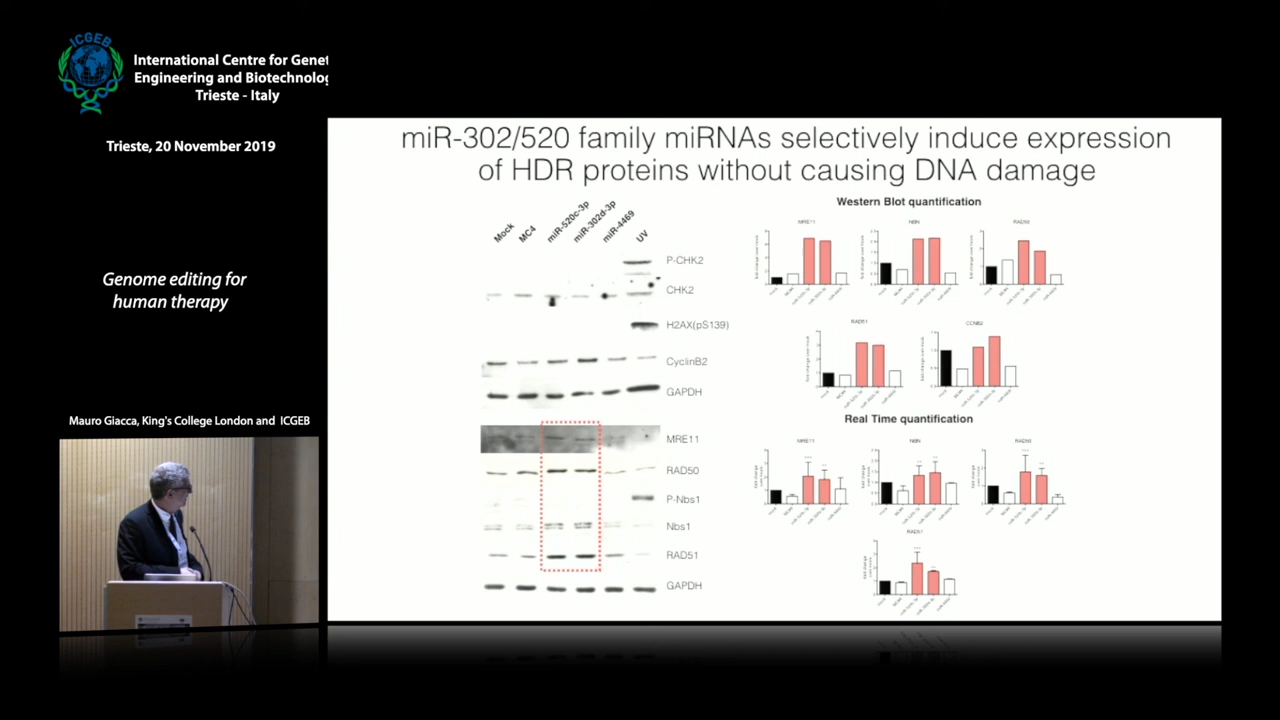 ICGEB
International Centre for Genet
Engineering and Biotechnolog
Trieste - Italy
Trieste, 20 November 2019
Genome editing for
human therapy
Mauro Giacca, King's College London and ICGEB
miR-302/520 family miRNAs selectively induce expression
of HDR proteins without causing DNA damage
Mock
MC4
miR-520c-3p
miR-302d-3p
miR-4469
UV
P-CHK2
CHK2
H2AX(pS139)
CyclinB2
GAPDH
MRE11
RAD50
P-Nbs1
Nbs1
RAD51
GAPDH
Western Blot quantification
MRE11
NBN
RAD50
RAD51
CCNB2
Real Time quantification
MRE11
NBN
RAD50
RAD51